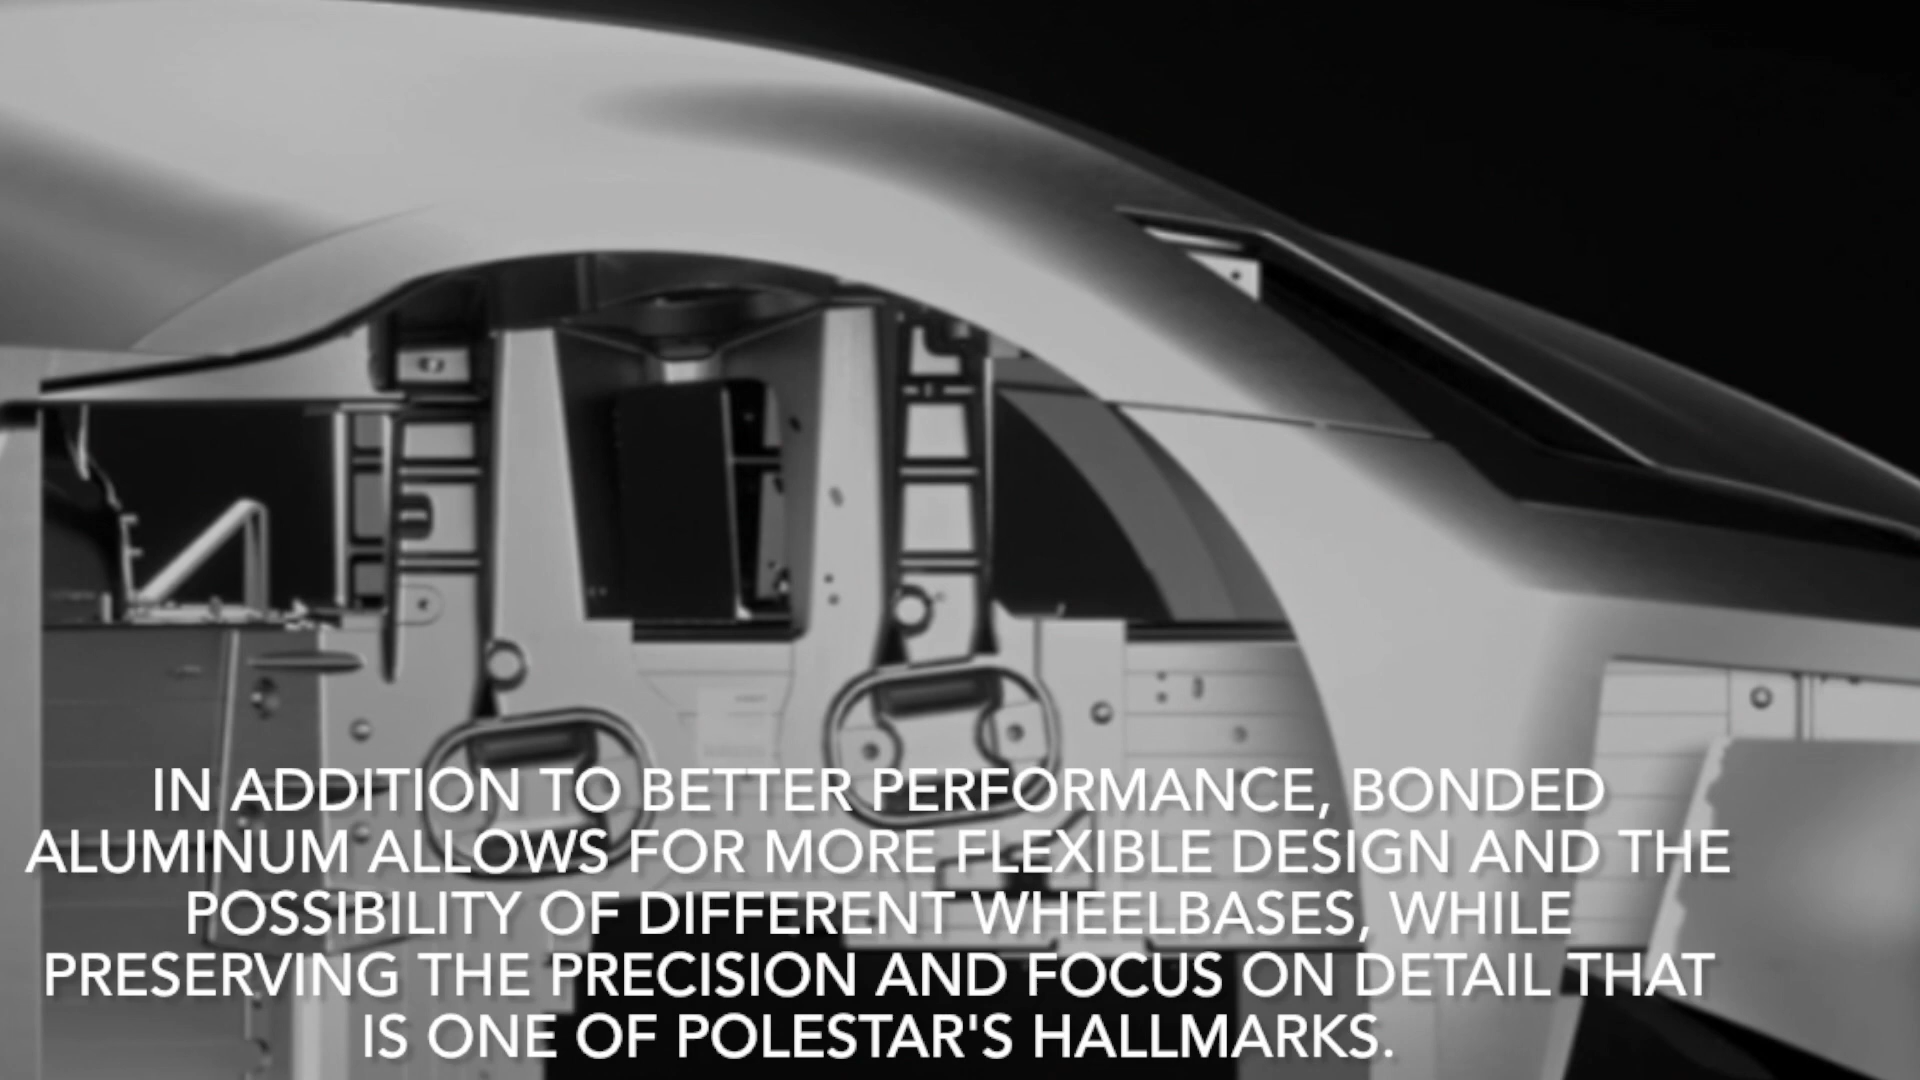 IN ADDITION TO BETTER PERFORMANCE, BONDED
ALUMINUM ALLOWS FOR MORE FLEXIBLE DESIGN AND THE
POSSIBILITY OF DIFFERENT WHEELBASES, WHILE
PRESERVING THE PRECISION AND FOCUS ON DETAIL THAT
IS ONE OF POLESTAR'S HALLMARKS.